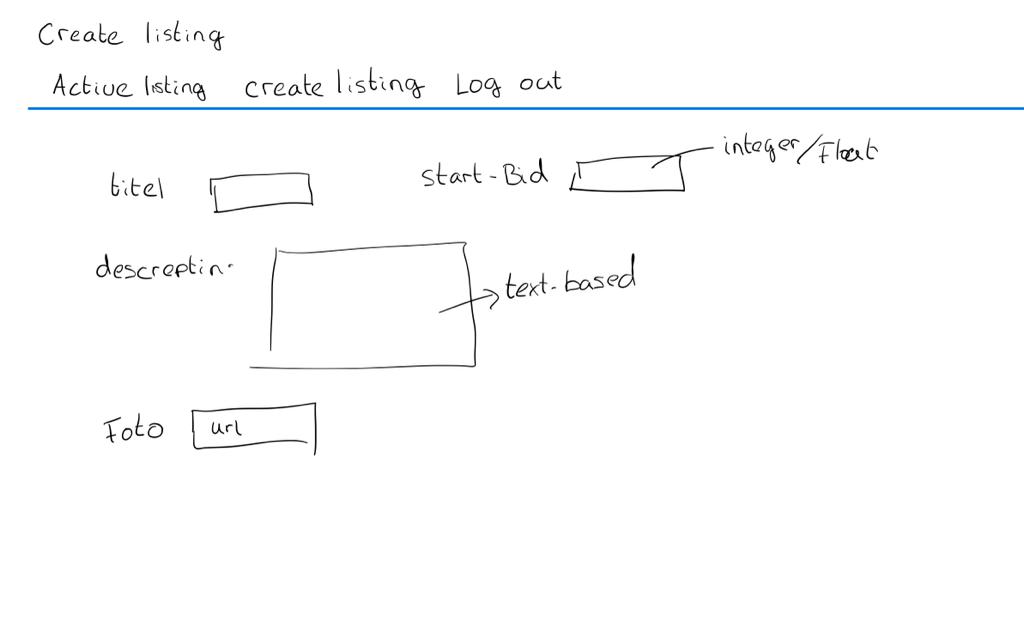 Create listing
Active listing create listing Log out
titel start-Bid integer/Float
descreptin.
text-based
Foto url